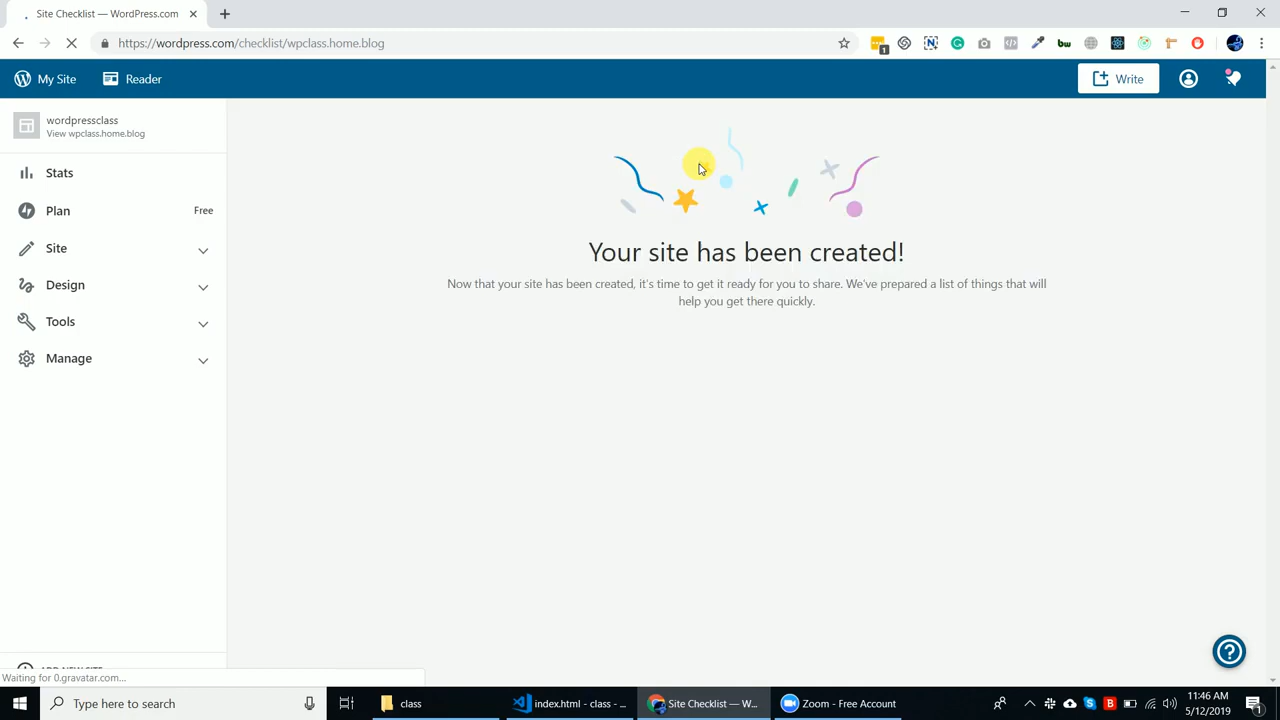 Site Checklist — WordPress.com
https://wordpress.com/checklist/wpclass.home.blog
1
My Site
Reader
Write
wordpressclass
View wpclass.home.blog
Stats
Plan
Free
Site
Design
Tools
Manage
Your site has been created!
Now that your site has been created, it's time to get it ready for you to share. We've prepared a list of things that will
help you get there quickly.
Waiting for 0.gravatar.com...
Type here to search
class
index.html - class - ...
Site Checklist — W...
Zoom - Free Account
11:46 AM
5/12/2019
1